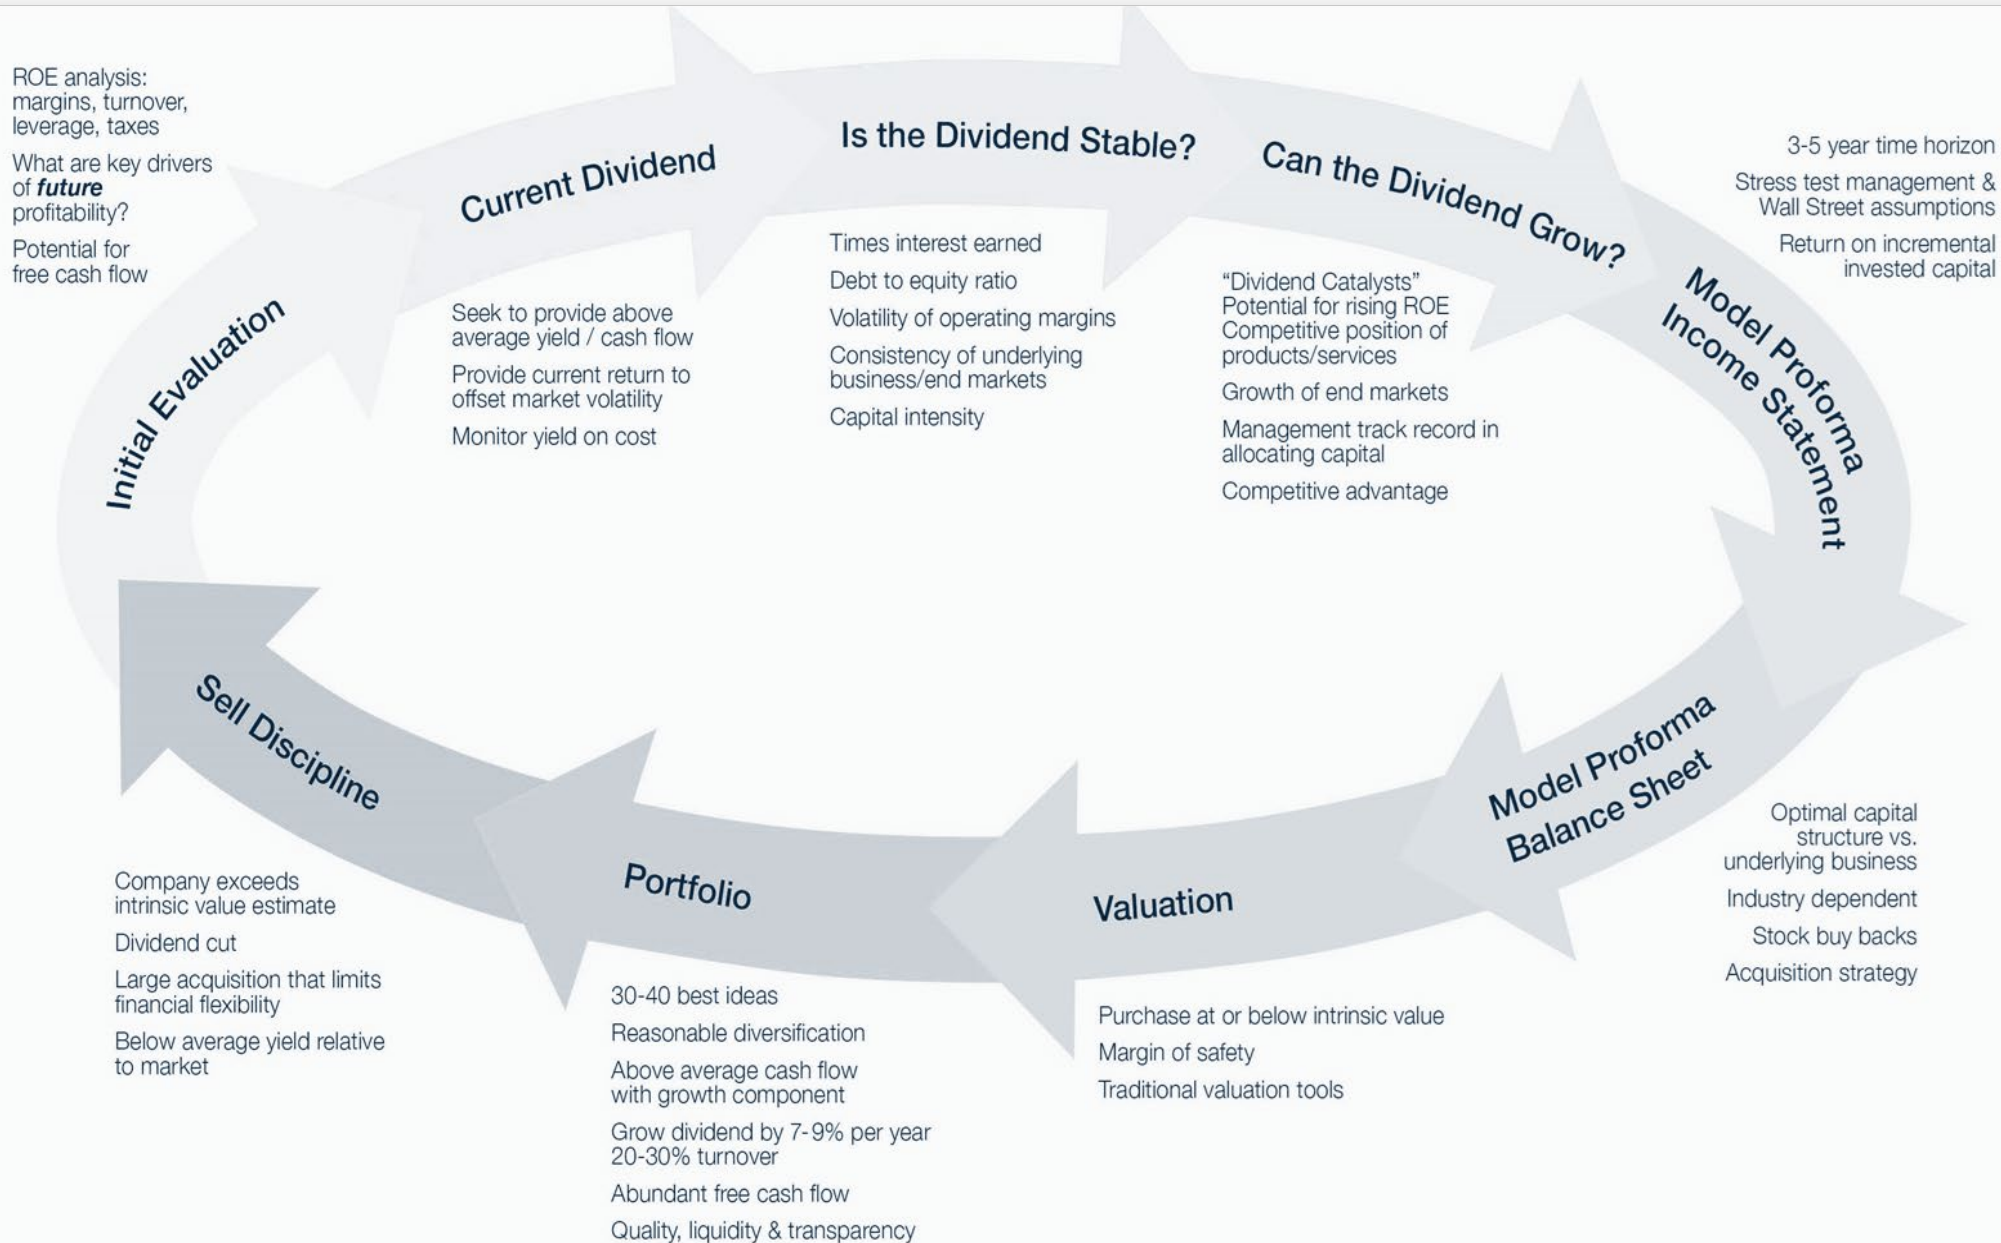 Initial Evaluation
ROE analysis:
margins, turnover,
leverage, taxes
What are key drivers
of future
profitability?
Potential for
free cash flow
Current Dividend
Seek to provide above
average yield / cash flow
Provide current return to
offset market volatility
Monitor yield on cost
Is the Dividend Stable?
Times interest earned
Debt to equity ratio
Volatility of operating margins
Consistency of underlying
business/end markets
Capital intensity
Can the Dividend Grow?
“Dividend Catalysts”
Potential for rising ROE
Competitive position of
products/services
Growth of end markets
Management track record in
allocating capital
Competitive advantage
Model Proforma
Income Statement
3-5 year time horizon
Stress test management &
Wall Street assumptions
Return on incremental
invested capital
Model Proforma
Balance Sheet
Optimal capital
structure vs.
underlying business
Industry dependent
Stock buy backs
Acquisition strategy
Valuation
Purchase at or below intrinsic value
Margin of safety
Traditional valuation tools
Portfolio
30-40 best ideas
Reasonable diversification
Above average cash flow
with growth component
Grow dividend by 7-9% per year
20-30% turnover
Abundant free cash flow
Quality, liquidity & transparency
Sell Discipline
Company exceeds
intrinsic value estimate
Dividend cut
Large acquisition that limits
financial flexibility
Below average yield relative
to market